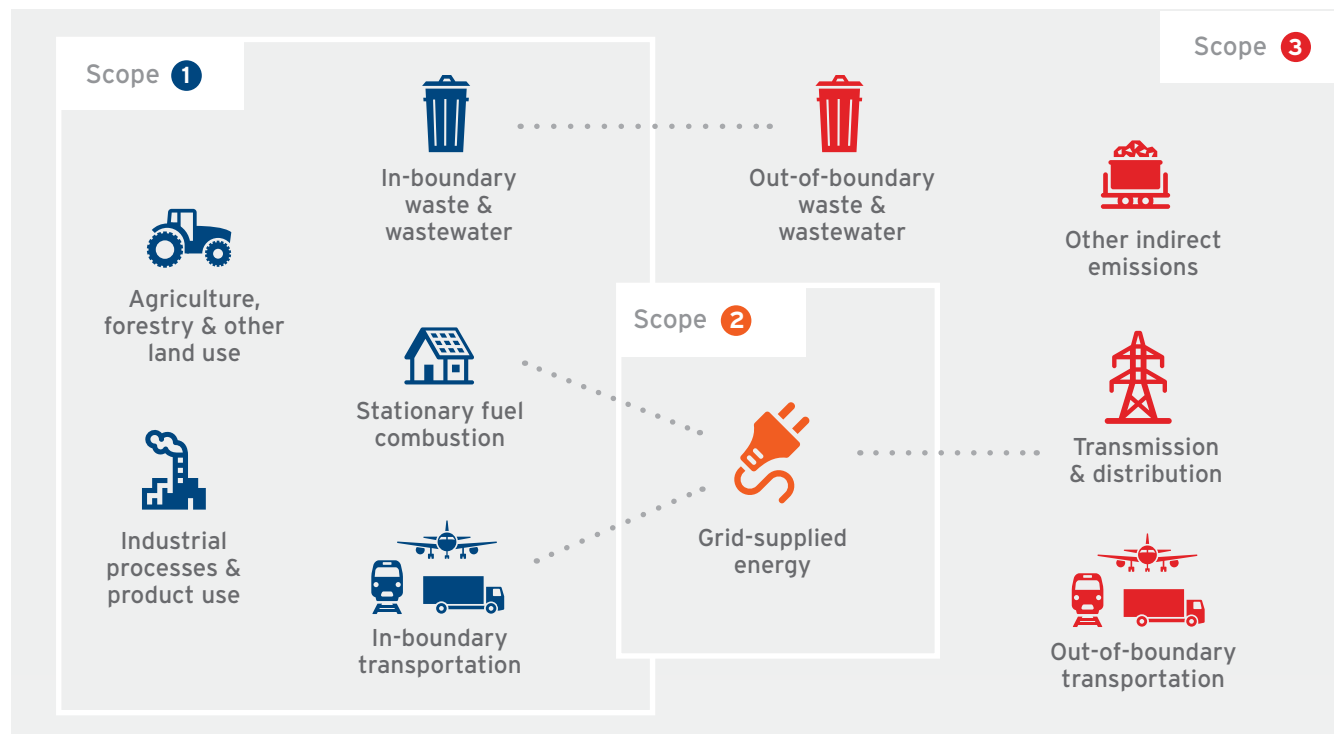 Scope 1
In-boundary
waste &
wastewater
Agriculture,
forestry & other
land use
Stationary fuel
combustion
Industrial
processes &
product use
In-boundary
transportation
Scope 2
Grid-supplied
energy
Scope 3
Out-of-boundary
waste &
wastewater
Other indirect
emissions
Transmission
& distribution
Out-of-boundary
transportation